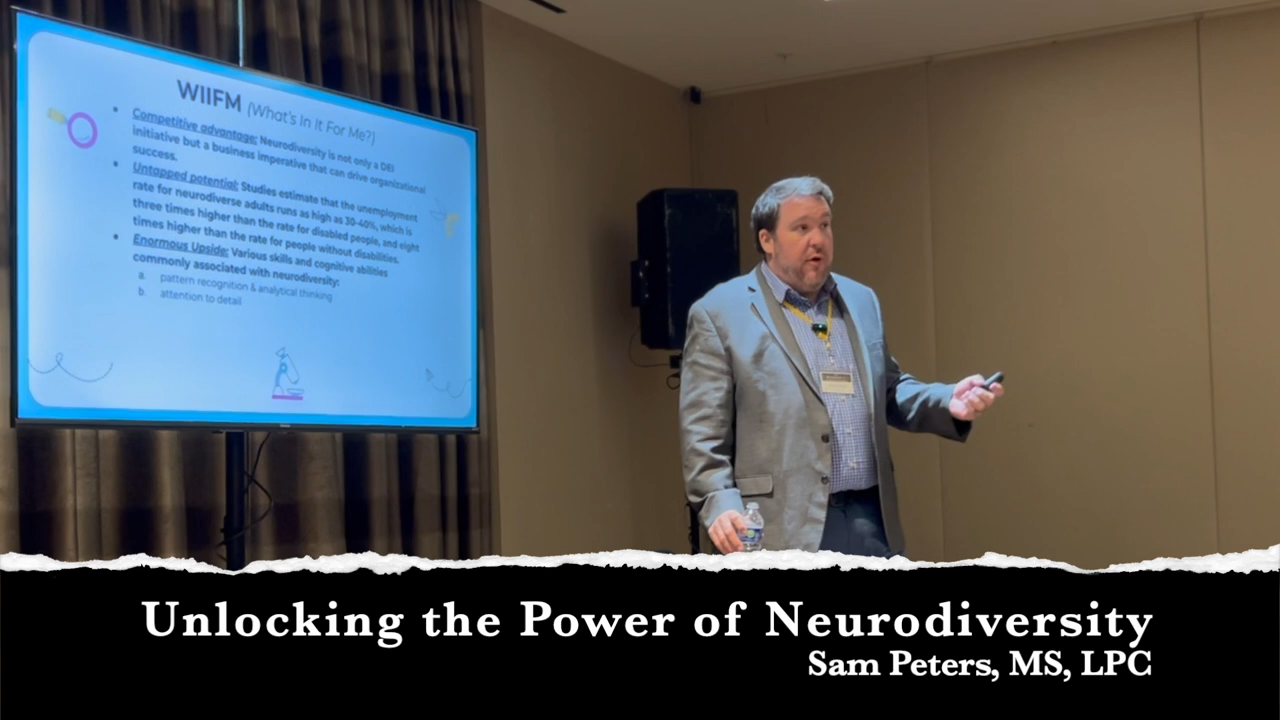 WIIFM (What's In It For Me?)
• Competitive advantage: Neurodiversity is not only a DEI
initiative but a business imperative that can drive organizational
success.
• Untapped potential: Studies estimate that the unemployment
rate for neurodiverse adults runs as high as 30-40%, which is
three times higher than the rate for disabled people, and eight
times higher than the rate for people without disabilities.
• Enormous Upside: Various skills and cognitive abilities
commonly associated with neurodiversity:
a. pattern recognition & analytical thinking
b. attention to detail
Unlocking the Power of Neurodiversity
Sam Peters, MS, LPC